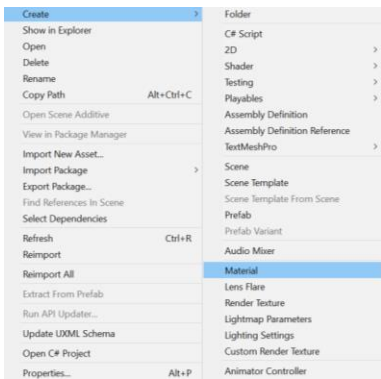 Create
Show in Explorer
Open
Delete
Rename
Copy Path Alt+Ctrl+C
Open Scene Additive
View in Package Manager
Import New Asset...
Import Package
Export Package...
Find References In Scene
Select Dependencies
Refresh Ctrl+R
Reimport
Reimport All
Extract From Prefab
Run API Updater...
Update UXML Schema
Open C# Project
Properties... Alt+P
Folder
C# Script
2D
Shader
Testing
Playables
Assembly Definition
Assembly Definition Reference
TextMeshPro
Scene
Scene Template
Scene Template From Scene
Prefab
Prefab Variant
Audio Mixer
Material
Lens Flare
Render Texture
Lightmap Parameters
Lighting Settings
Custom Render Texture
Animator Controller